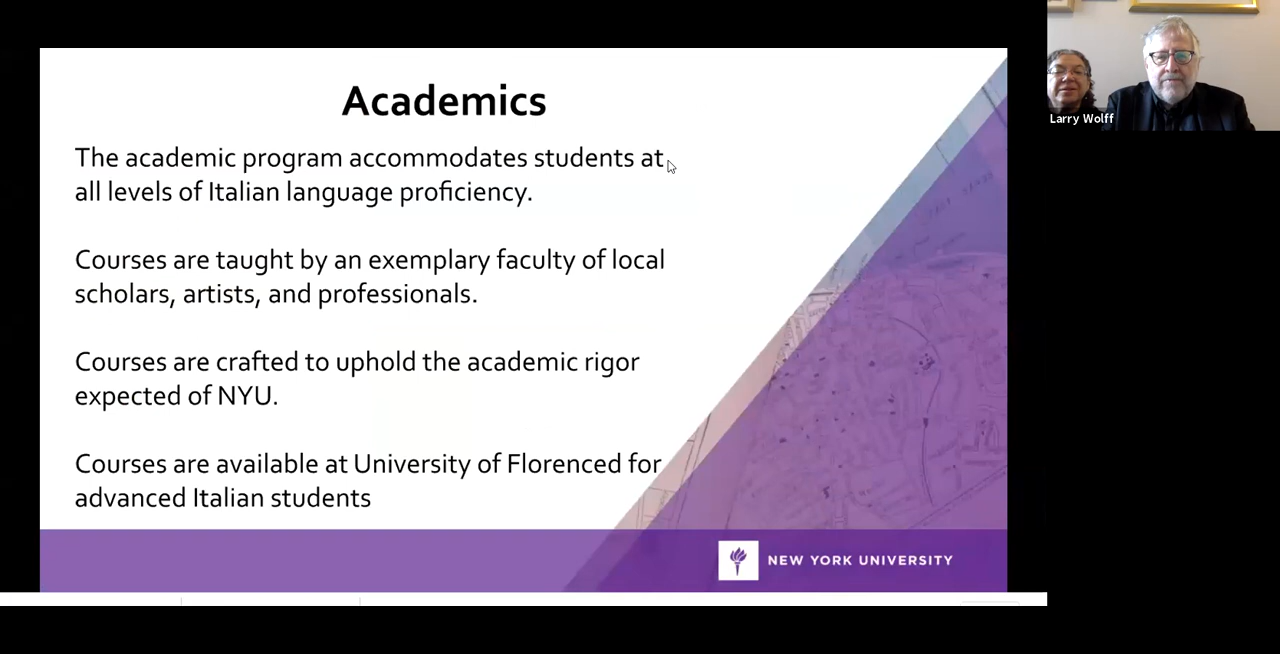 Academics
The academic program accommodates students at
all levels of Italian language proficiency.
Courses are taught by an exemplary faculty of local
scholars, artists, and professionals.
Courses are crafted to uphold the academic rigor
expected of NYU.
Courses are available at University of Florenced for
advanced Italian students
NEW YORK UNIVERSITY
Larry Wolff